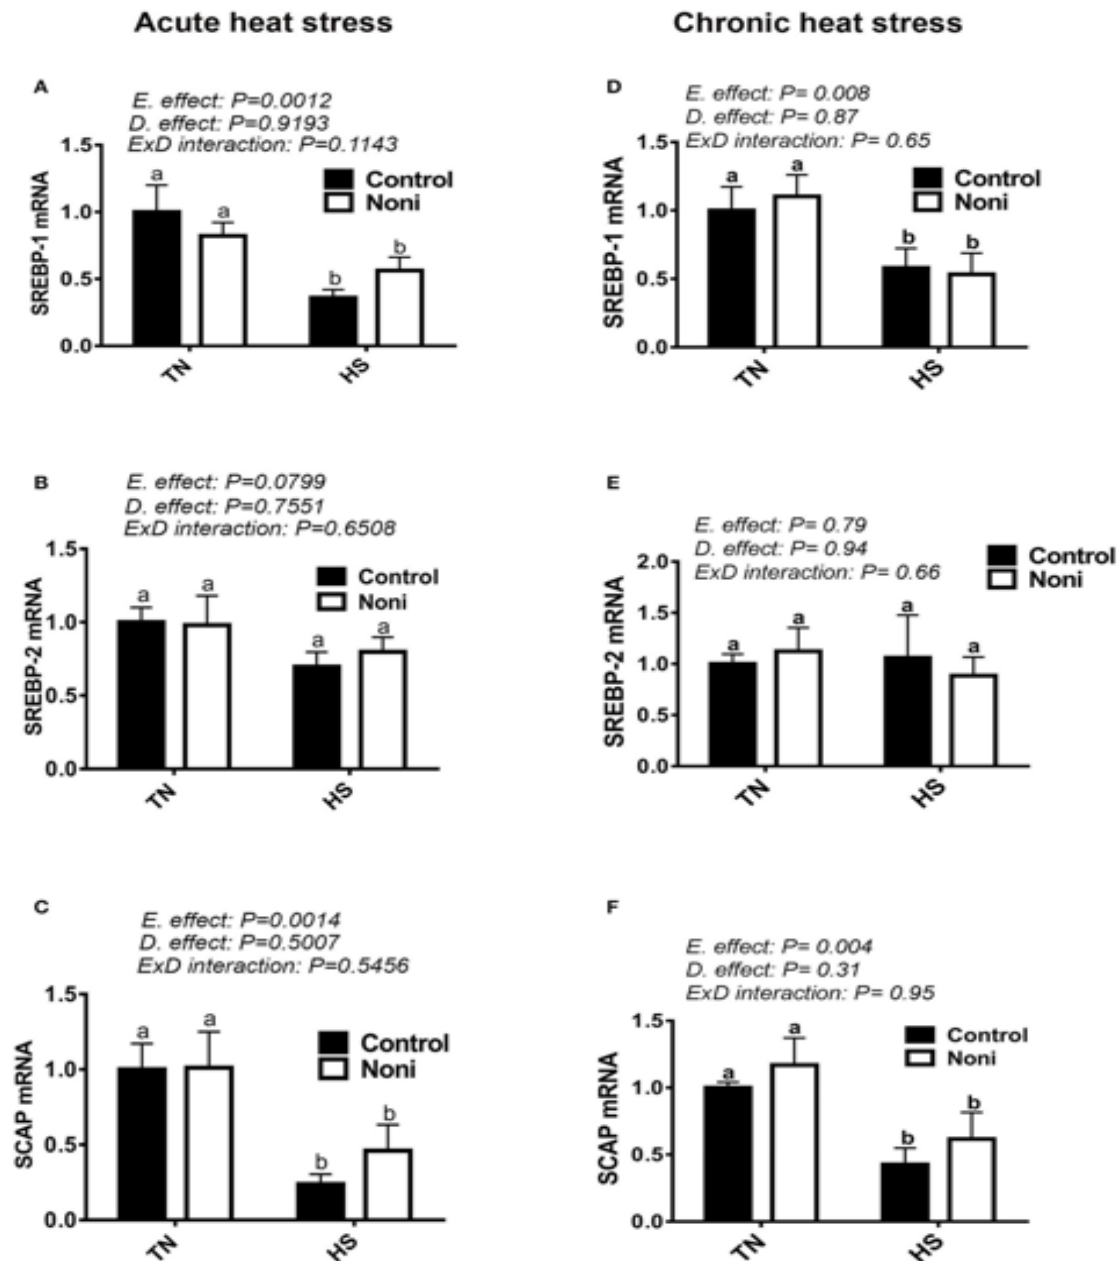 Acute heat stress
Chronic heat stress
A
E. effect: P=0.0012
D. effect: P=0.9193
ExD interaction: P=0.1143
SREBP-1 mRNA
1.5
1.0
0.5
0.0
a
a
b
b
Control
Noni
TN
HS
D
E. effect: P= 0.008
D. effect: P= 0.87
ExD interaction: P= 0.65
SREBP-1 mRNA
1.5
1.0
0.5
0.0
a
a
b
b
Control
Noni
TN
HS
B
E. effect: P=0.0799
D. effect: P=0.7551
ExD interaction: P=0.6508
SREBP-2 mRNA
1.5
1.0
0.5
0.0
a
a
a
a
Control
Noni
TN
HS
E
E. effect: P= 0.79
D. effect: P= 0.94
ExD interaction: P= 0.66
SREBP-2 mRNA
2.0
1.5
1.0
0.5
0.0
a
a
a
a
Control
Noni
TN
HS
C
E. effect: P=0.0014
D. effect: P=0.5007
ExD interaction: P=0.5456
SCAP mRNA
1.5
1.0
0.5
0.0
a
a
b
b
Control
Noni
TN
HS
F
E. effect: P= 0.004
D. effect: P= 0.31
ExD interaction: P= 0.95
SCAP mRNA
1.5
1.0
0.5
0.0
a
a
b
b
Control
Noni
TN
HS